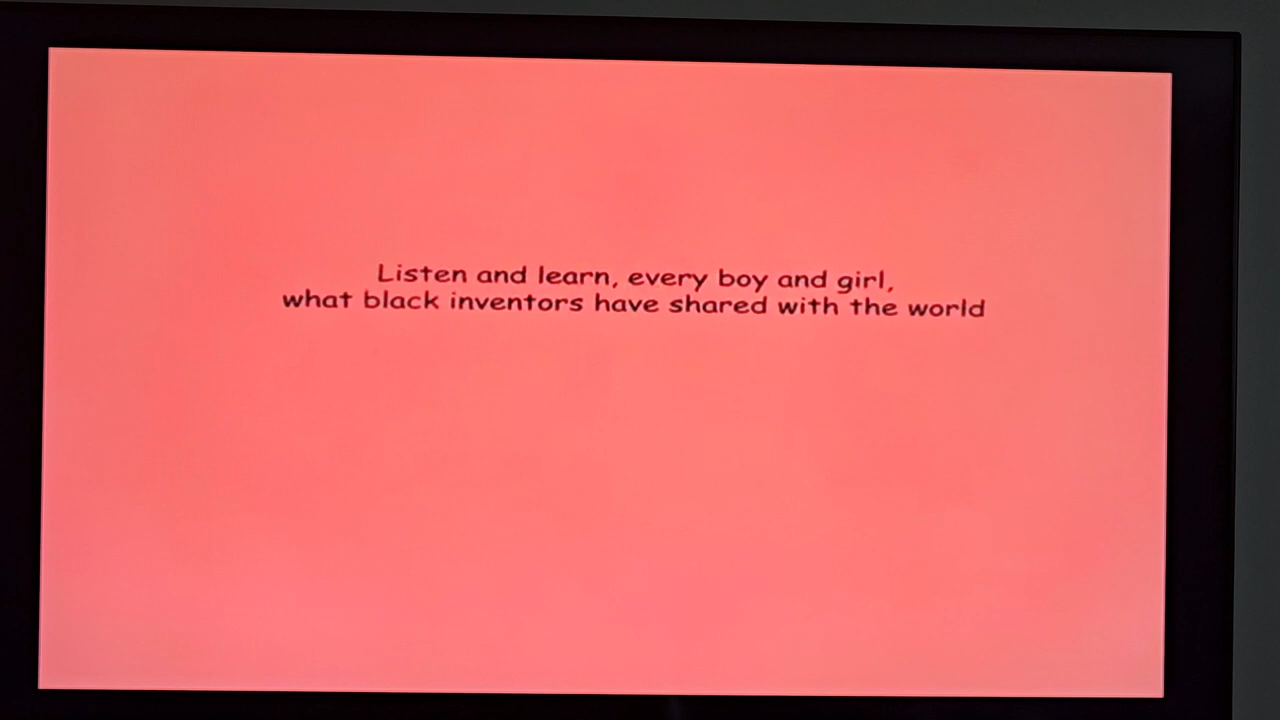 Listen and learn, every boy and girl,
what black inventors have shared with the world